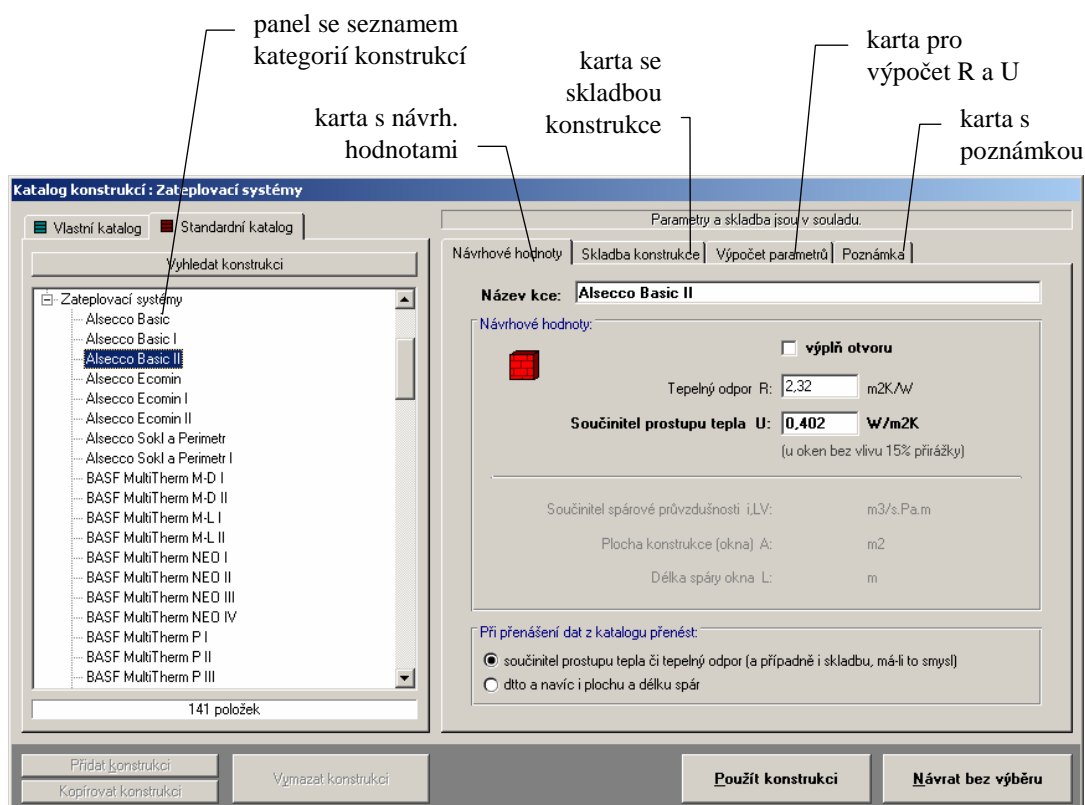 panel se seznamem
kategorií konstrukcí
karta s návrh.
hodnotami
karta se
skladbou
konstrukce
karta pro
výpočet R a U
karta s
poznámkou
Katalog konstrukcí : Zateplovací systémy
Vlastní katalog
Standardní katalog
Vyhledat konstrukci
Zateplovací systémy
Alsecco Basic
Alsecco Basic I
Alsecco Basic II
Alsecco Ecomin
Alsecco Ecomin I
Alsecco Ecomin II
Alsecco Sokl a Perimetr
Alsecco Sokl a Perimetr I
BASF MultiTherm M-D I
BASF MultiTherm M-D II
BASF MultiTherm M-L I
BASF MultiTherm M-L II
BASF MultiTherm NEO I
BASF MultiTherm NEO II
BASF MultiTherm NEO III
BASF MultiTherm NEO IV
BASF MultiTherm P I
BASF MultiTherm P II
BASF MultiTherm P III
141 položek
Parametry a skladba jsou v souladu.
Návrhové hodnoty
Skladba konstrukce
Výpočet parametrů
Poznámka
Název kce: Alsecco Basic II
Návrhové hodnoty:
výplň otvoru
Tepelný odpor R: 2,32 m2K/W
Součinitel prostupu tepla U: 0,402 W/m2K
(u oken bez vlivu 15% přirážky)
Součinitel spárové průvzdušnosti i,LV: m3/s.Pa.m
Plocha konstrukce (okna) A: m2
Délka spáry okna L: m
Při přenášení dat z katalogu přenést:
součinitel prostupu tepla či tepelný odpor (a případně i skladbu, má-li to smysl)
dtto a navíc i plochu a délku spár
Přidat konstrukci
Kopírovat konstrukci
Vymazat konstrukci
Použít konstrukci
Návrat bez výběru